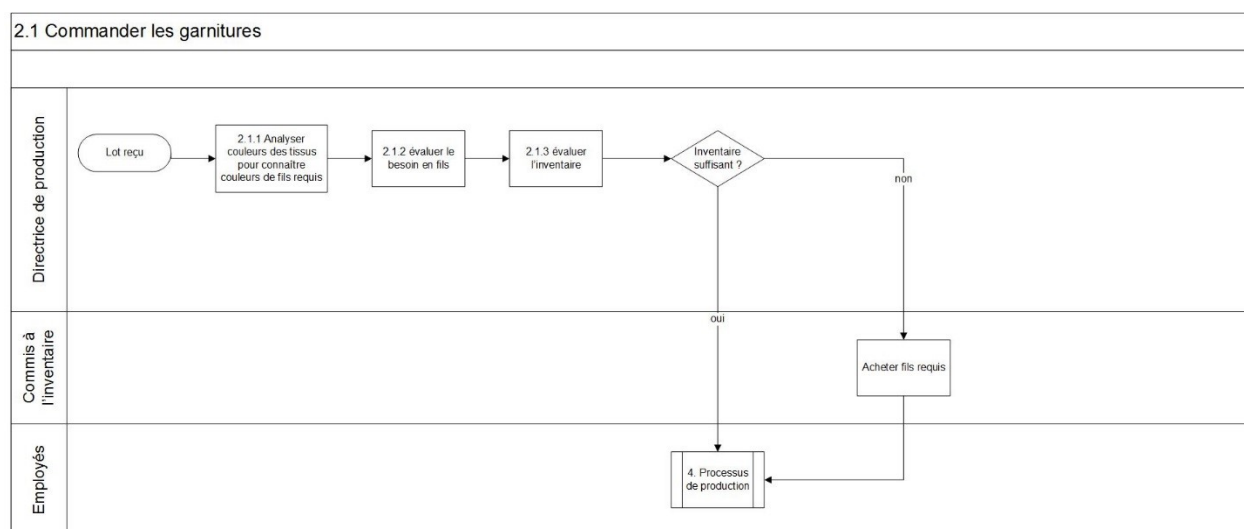 2.1 Commander les garnitures
Directrice de production
Lot reçu
2.1.1 Analyser
couleurs des tissus
pour connaître
couleurs de fils requis
2.1.2 évaluer le
besoin en fils
2.1.3 évaluer
l'inventaire
Inventaire
suffisant ?
non
oui
Commis à
l'inventaire
Acheter fils requis
Employés
4. Processus
de production